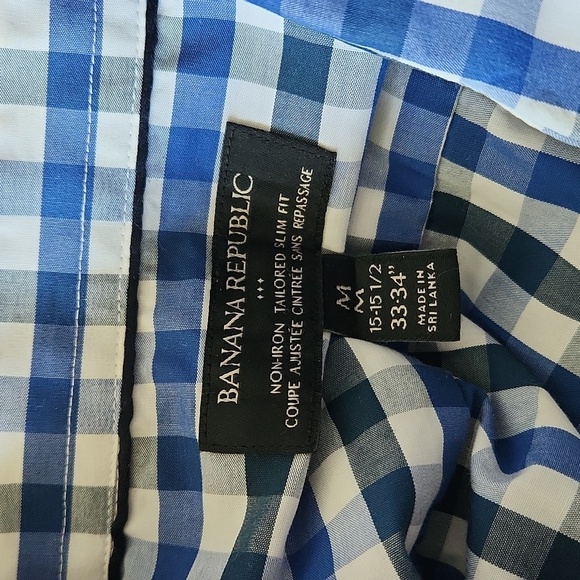 BANANA REPUBLIC
NON-IRON TAILORED SLIM FIT
COUPE AJUSTÉE CINTRÉE SANS REPASSAGE
M
M
15-15 1/2
33-34"
MADE IN
SRI LANKA